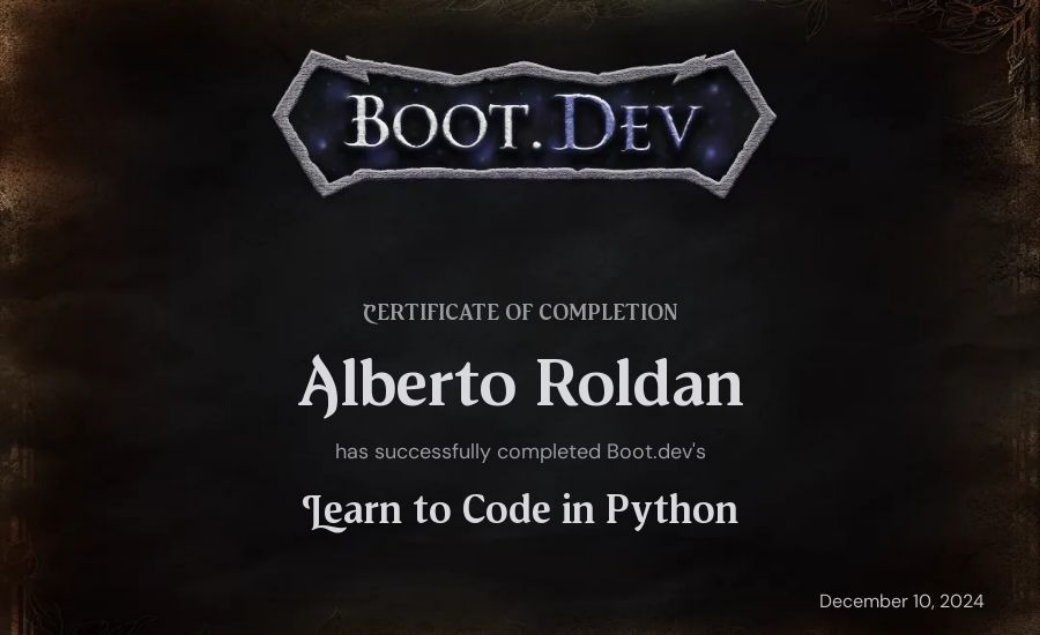 BOOT.DEV
CERTIFICATE OF COMPLETION
Alberto Roldan
has successfully completed Boot.dev's
Learn to Code in Python
December 10, 2024